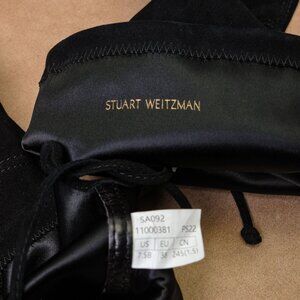 STUART WEITZMAN
SA092
11000381 PS22
US EU CN
7.5B 38 245(1.5)